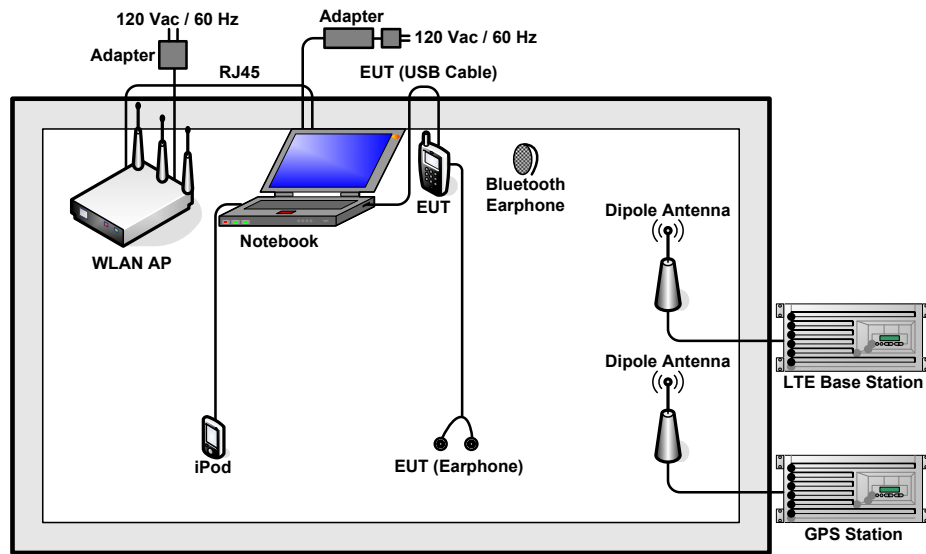 120 Vac / 60 Hz
Adapter
Adapter
120 Vac / 60 Hz
RJ45
EUT (USB Cable)
WLAN AP
Notebook
EUT
Bluetooth
Earphone
Dipole Antenna
LTE Base Station
Dipole Antenna
iPod
EUT (Earphone)
GPS Station